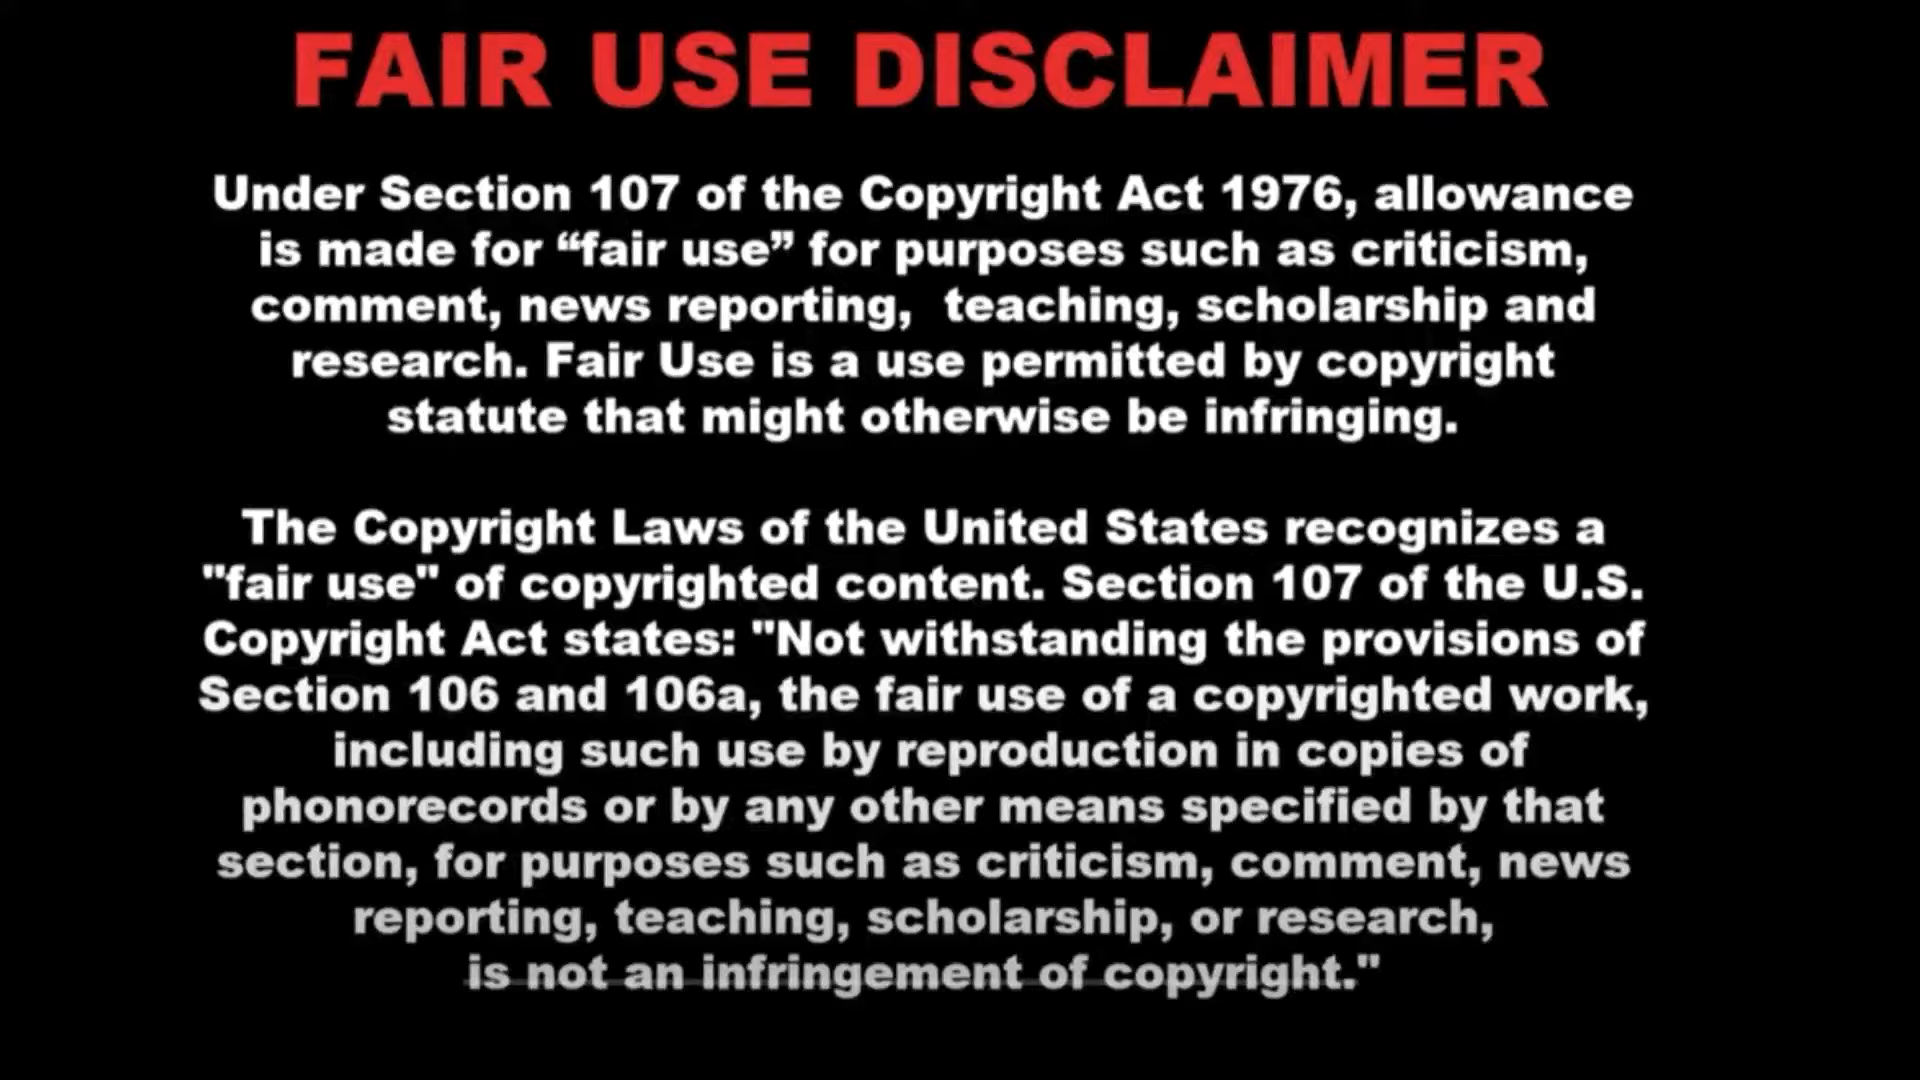 FAIR USE DISCLAIMER
Under Section 107 of the Copyright Act 1976, allowance
is made for “fair use” for purposes such as criticism,
comment, news reporting,  teaching, scholarship and
research. Fair Use is a use permitted by copyright
statute that might otherwise be infringing.
The Copyright Laws of the United States recognizes a
"fair use" of copyrighted content. Section 107 of the U.S.
Copyright Act states: "Not withstanding the provisions of
Section 106 and 106a, the fair use of a copyrighted work,
including such use by reproduction in copies of
phonorecords or by any other means specified by that
section, for purposes such as criticism, comment, news
reporting, teaching, scholarship, or research,
is not an infringement of copyright."